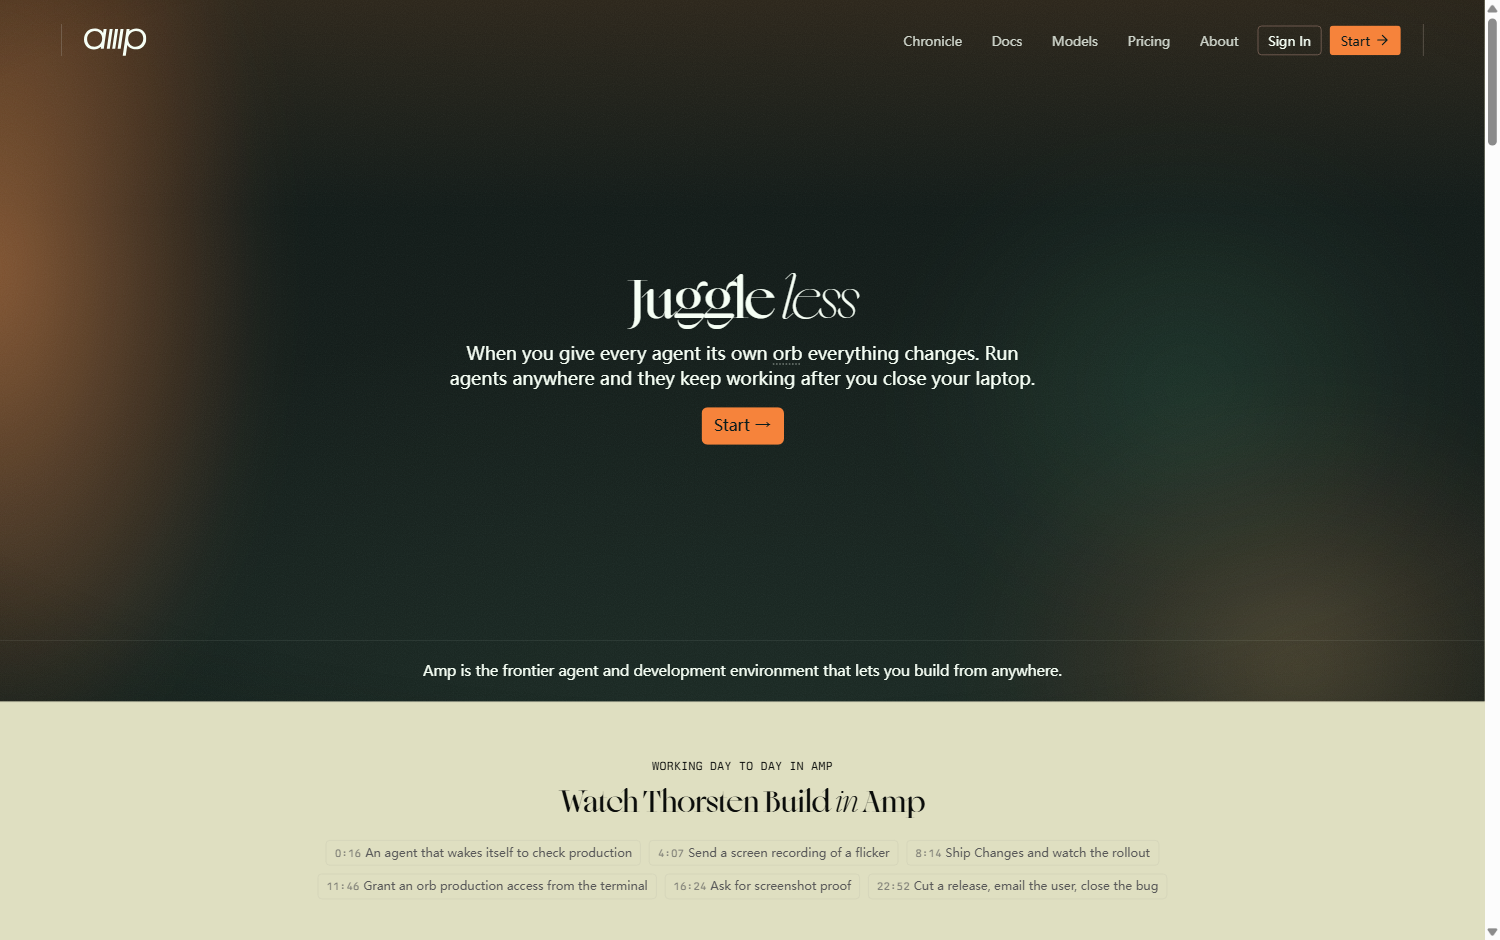 amp
Chronicle Docs Models Pricing About Sign In Start →
Juggle less
When you give every agent its own orb everything changes. Run
agents anywhere and they keep working after you close your laptop.
Start →
Amp is the frontier agent and development environment that lets you build from anywhere.
WORKING DAY TO DAY IN AMP
Watch Thorsten Build in Amp
0:16 An agent that wakes itself to check production 4:07 Send a screen recording of a flicker 8:14 Ship Changes and watch the rollout
11:46 Grant an orb production access from the terminal 16:24 Ask for screenshot proof 22:52 Cut a release, email the user, close the bug